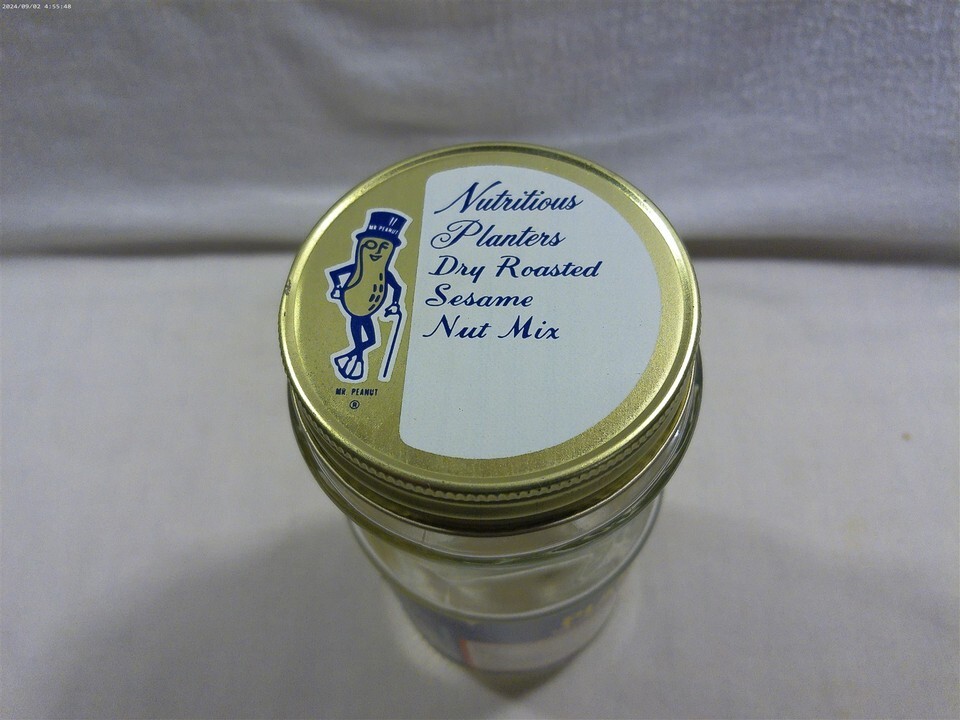 2024/09/02 4:55:48
Nutritious
Planters
Dry Roasted
Sesame
Nut Mix
MR PEANUT
MR PEANUT
®